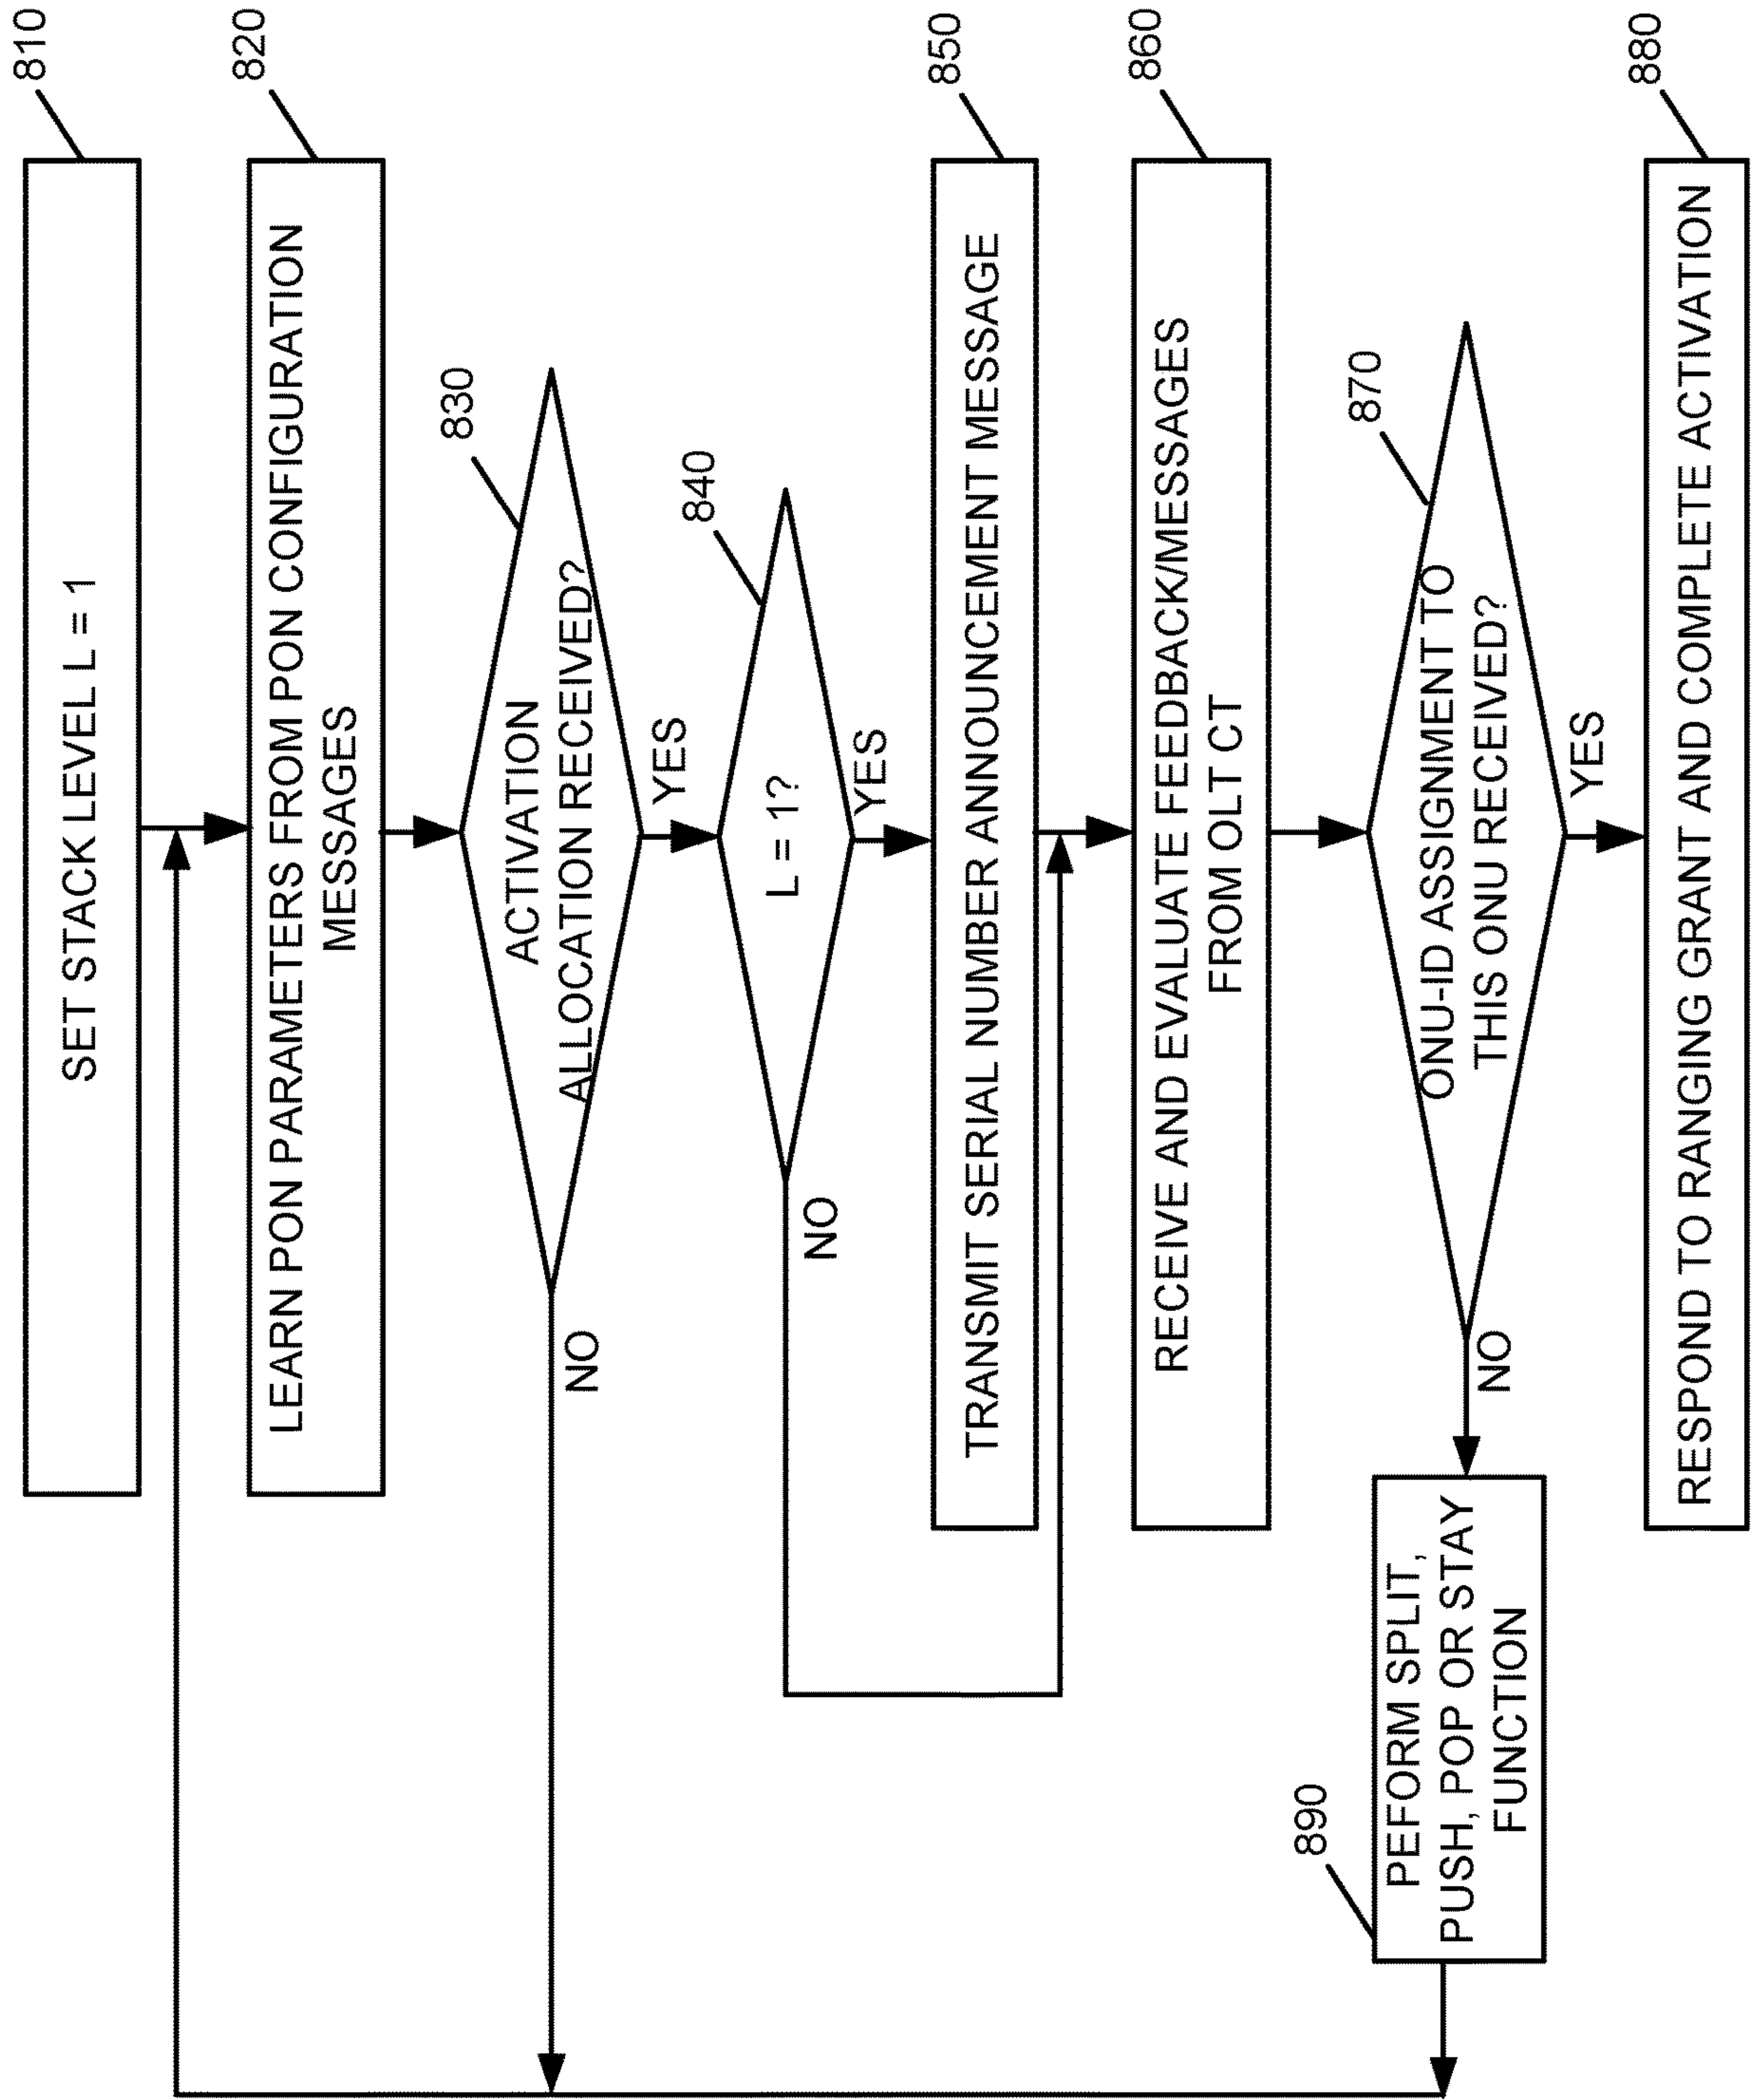 810
SET STACK LEVEL L = 1
820
LEARN PON PARAMETERS FROM PON CONFIGURATION
MESSAGES
830
ACTIVATION
ALLOCATION RECEIVED?
NO
YES
840
L = 1?
NO
YES
850
TRANSMIT SERIAL NUMBER ANNOUNCEMENT MESSAGE
860
RECEIVE AND EVALUATE FEEDBACK/MESSAGES
FROM OLT CT
870
ONU-ID ASSIGNMENT TO
THIS ONU RECEIVED?
NO
YES
890
PEFORM SPLIT,
PUSH, POP OR STAY
FUNCTION
880
RESPOND TO RANGING GRANT AND COMPLETE ACTIVATION